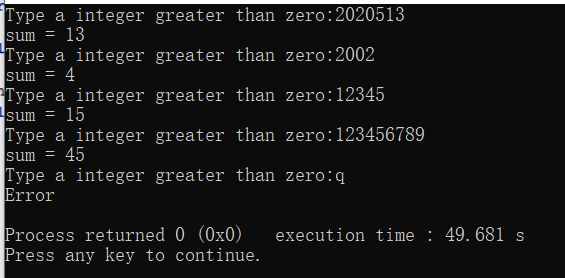 Type a integer greater than zero:2020513
sum = 13
Type a integer greater than zero:2002
sum = 4
Type a integer greater than zero:12345
sum = 15
Type a integer greater than zero:123456789
sum = 45
Type a integer greater than zero:q
Error
Process returned 0 (0x0)   execution time : 49.681 s
Press any key to continue.